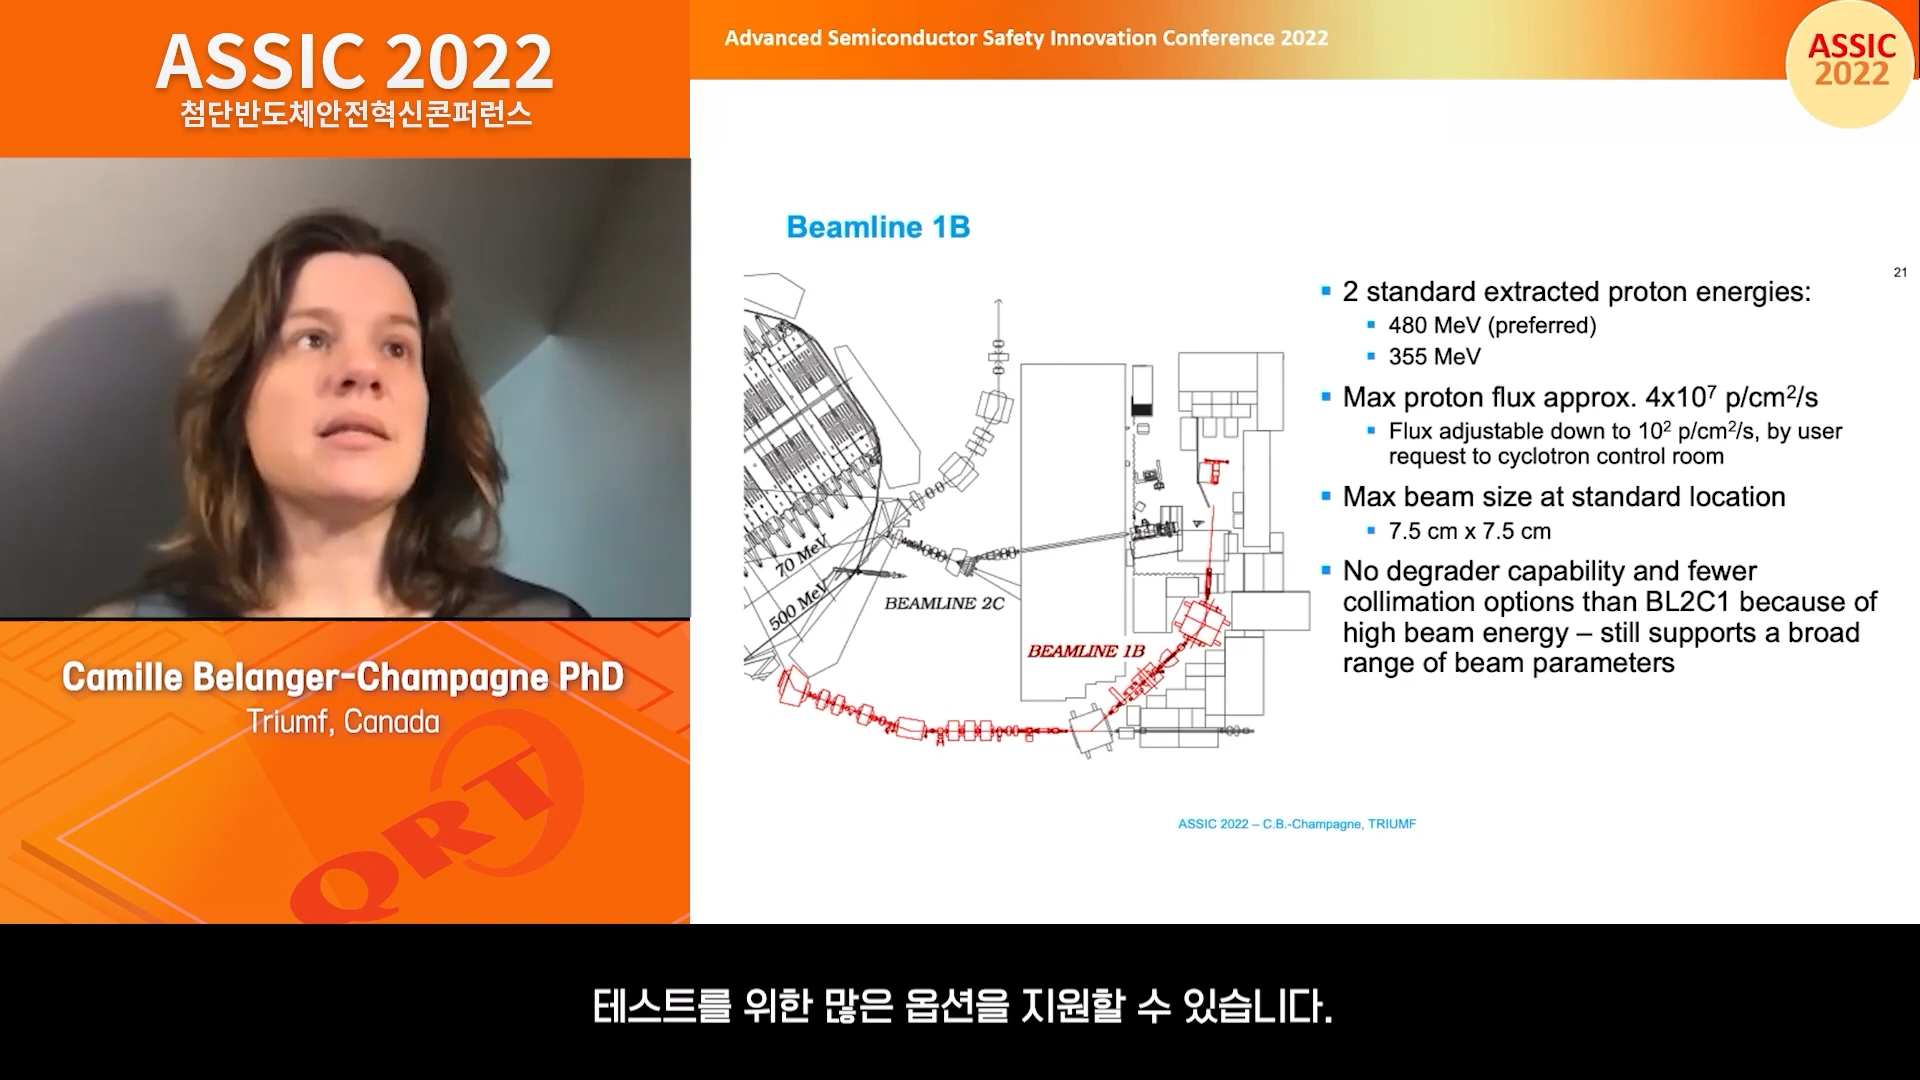 ASSIC 2022
첨단반도체안전혁신콘퍼런스
Camille Belanger-Champagne PhD
Triumf, Canada
QRT
Advanced Semiconductor Safety Innovation Conference 2022
ASSIC
2022
Beamline 1B
21
70 MeV
500 MeV
BEAMLINE 2C
BEAMLINE 1B
▪ 2 standard extracted proton energies:
▪ 480 MeV (preferred)
▪ 355 MeV
▪ Max proton flux approx. 4x10⁷ p/cm²/s
▪ Flux adjustable down to 10² p/cm²/s, by user
request to cyclotron control room
▪ Max beam size at standard location
▪ 7.5 cm x 7.5 cm
▪ No degrader capability and fewer
collimation options than BL2C1 because of
high beam energy – still supports a broad
range of beam parameters
ASSIC 2022 – C.B.-Champagne, TRIUMF
테스트를 위한 많은 옵션을 지원할 수 있습니다.